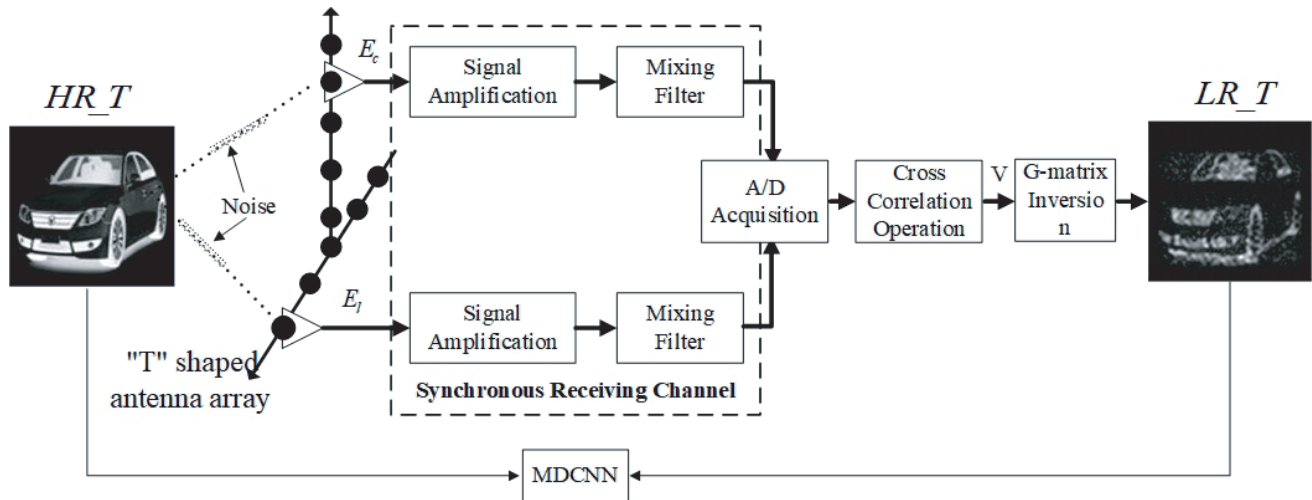 HR_T
Noise
"T" shaped
antenna array
E_c
E_l
Signal
Amplification
Mixing
Filter
Signal
Amplification
Mixing
Filter
Synchronous Receiving Channel
A/D
Acquisition
Cross
Correlation
Operation
V
G-matrix
Inversio
n
LR_T
MDCNN